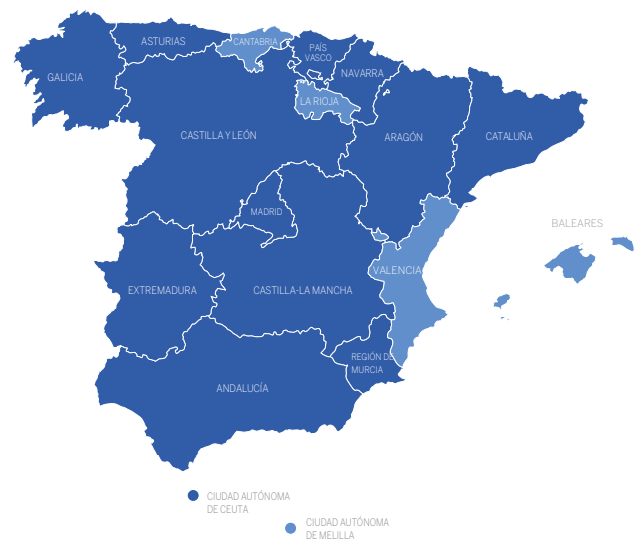 ASTURIAS
CANTABRIA
PAÍS
VASCO
GALICIA
NAVARRA
LA RIOJA
CASTILLA Y LEÓN
ARAGÓN
CATALUÑA
MADRID
BALEARES
VALENCIA
EXTREMADURA
CASTILLA-LA MANCHA
REGIÓN DE
MURCIA
ANDALUCÍA
CIUDAD AUTÓNOMA
DE CEUTA
CIUDAD AUTÓNOMA
DE MELILLA